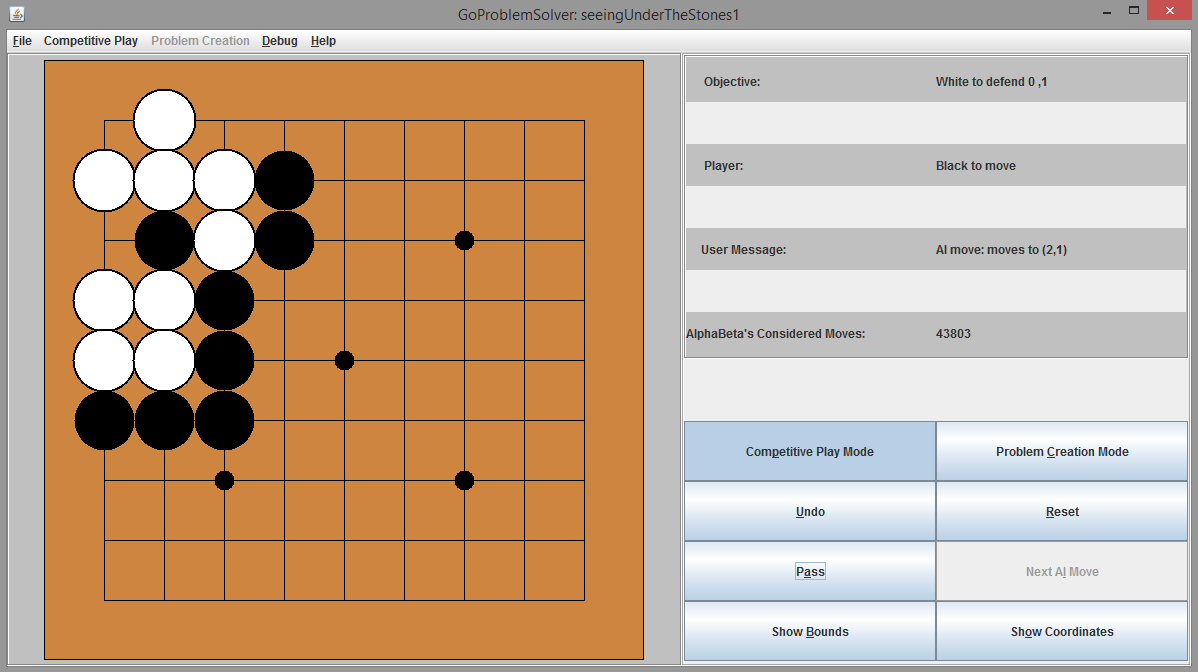 GoProblemSolver: seeingUnderTheStones1
File Competitive Play Problem Creation Debug Help
Objective: White to defend 0 ,1
Player: Black to move
User Message: AI move: moves to (2,1)
AlphaBeta's Considered Moves: 43803
Competitive Play Mode Problem Creation Mode
Undo Reset
Pass Next AI Move
Show Bounds Show Coordinates